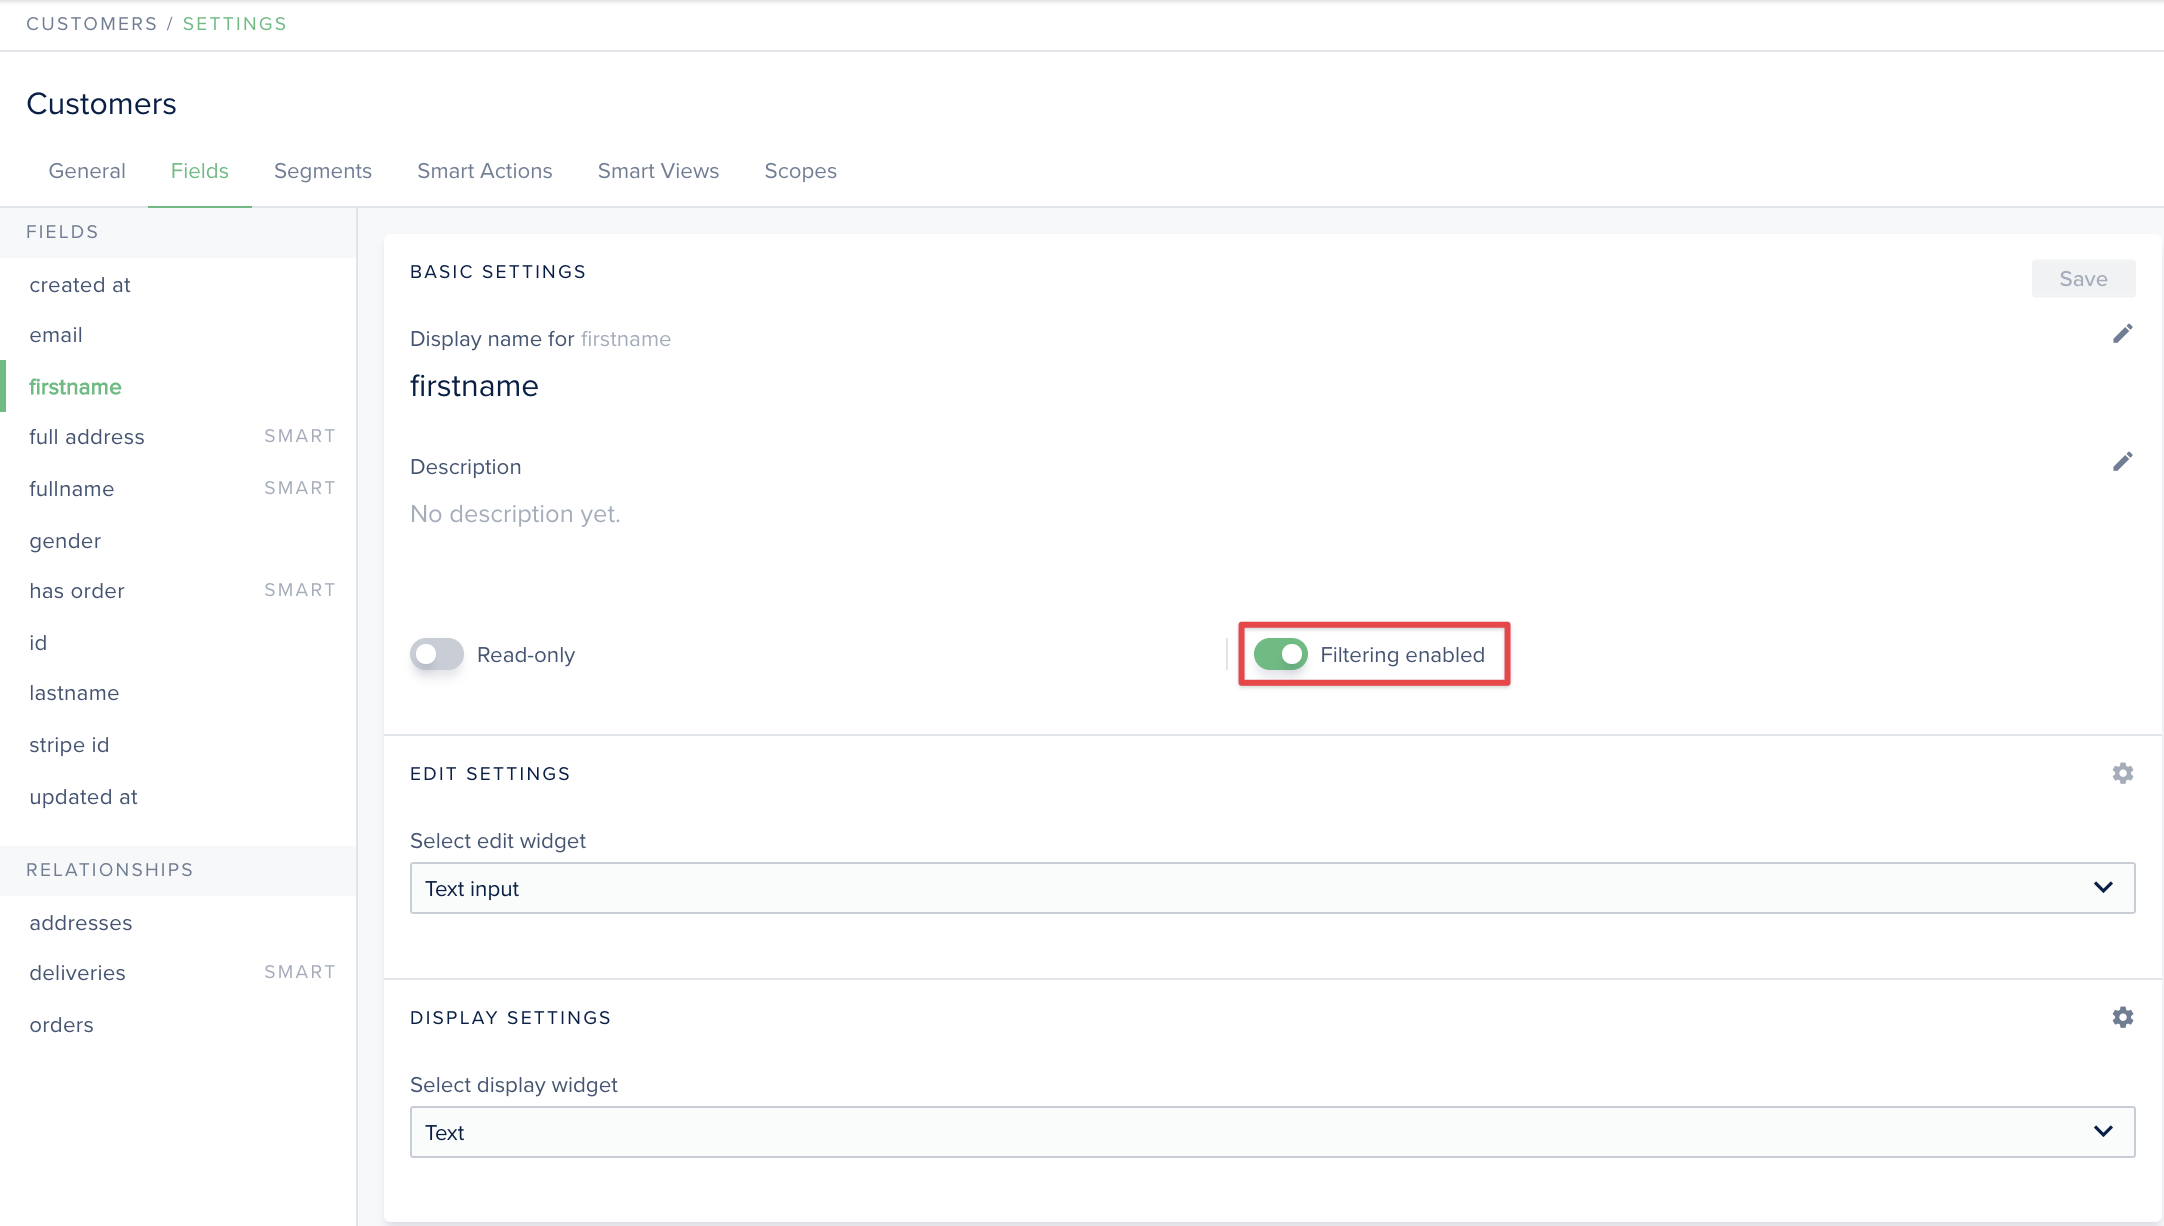 CUSTOMERS / SETTINGS
Customers
General Fields Segments Smart Actions Smart Views Scopes
FIELDS
created at
email
firstname
full address SMART
fullname SMART
gender
has order SMART
id
lastname
stripe id
updated at
RELATIONSHIPS
addresses
deliveries SMART
orders
BASIC SETTINGS
Save
Display name for firstname
firstname
Description
No description yet.
Read-only
Filtering enabled
EDIT SETTINGS
Select edit widget
Text input
DISPLAY SETTINGS
Select display widget
Text